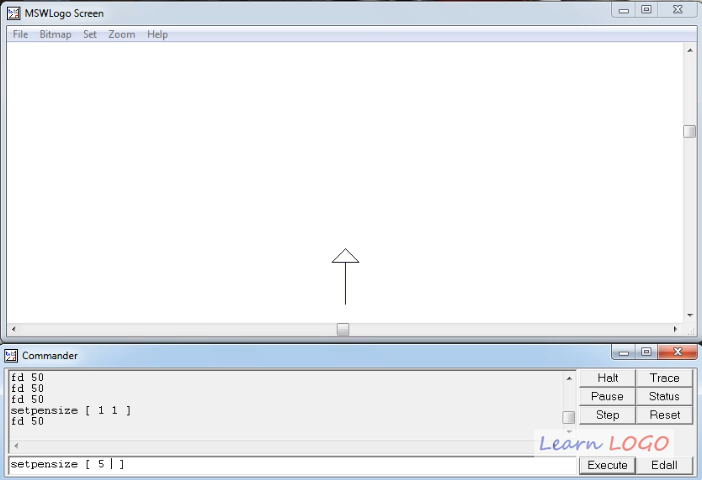 MSWLogo Screen
File Bitmap Set Zoom Help
Commander
fd 50
fd 50
fd 50
setpensize [ 1 1 ]
fd 50
setpensize [ 5 ]
Halt Trace
Pause Status
Step Reset
Learn LOGO
Execute Edall